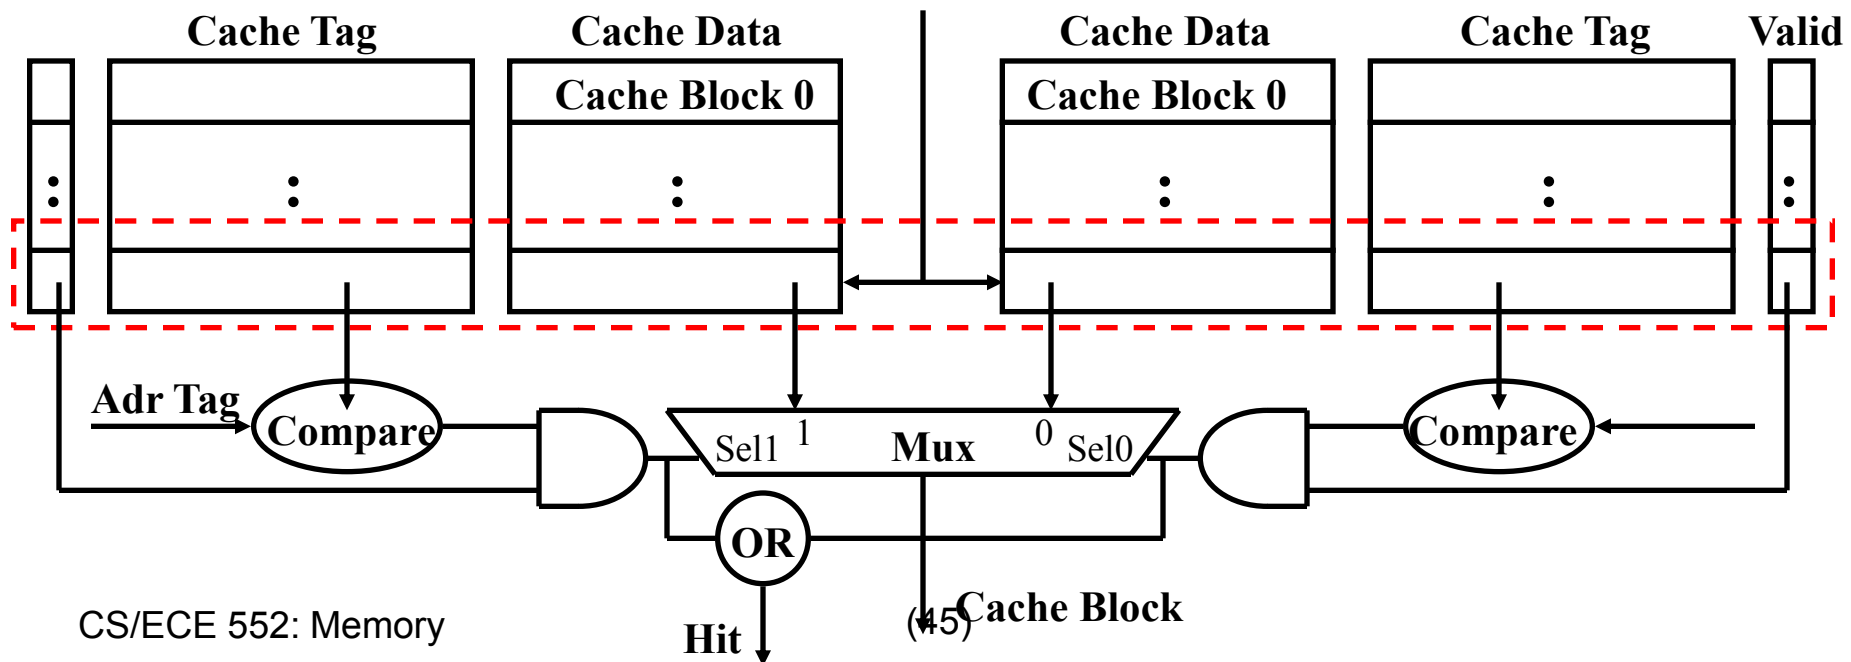 Cache Tag Cache Data Cache Data Cache Tag Valid
Cache Block 0 Cache Block 0
Adr Tag
Compare Sel1 1 Mux 0 Sel0 Compare
OR
CS/ECE 552: Memory (45) Cache Block
Hit